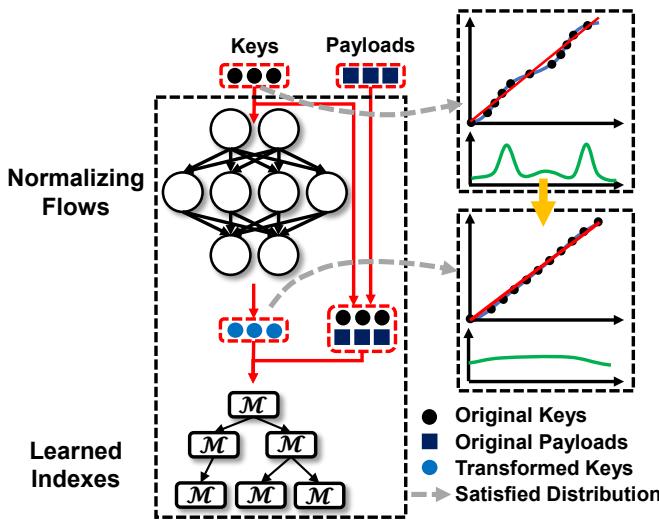 Keys
Payloads
Normalizing
Flows
Learned
Indexes
ℳ
ℳ
ℳ
ℳ
ℳ
ℳ
Original Keys
Original Payloads
Transformed Keys
Satisfied Distribution